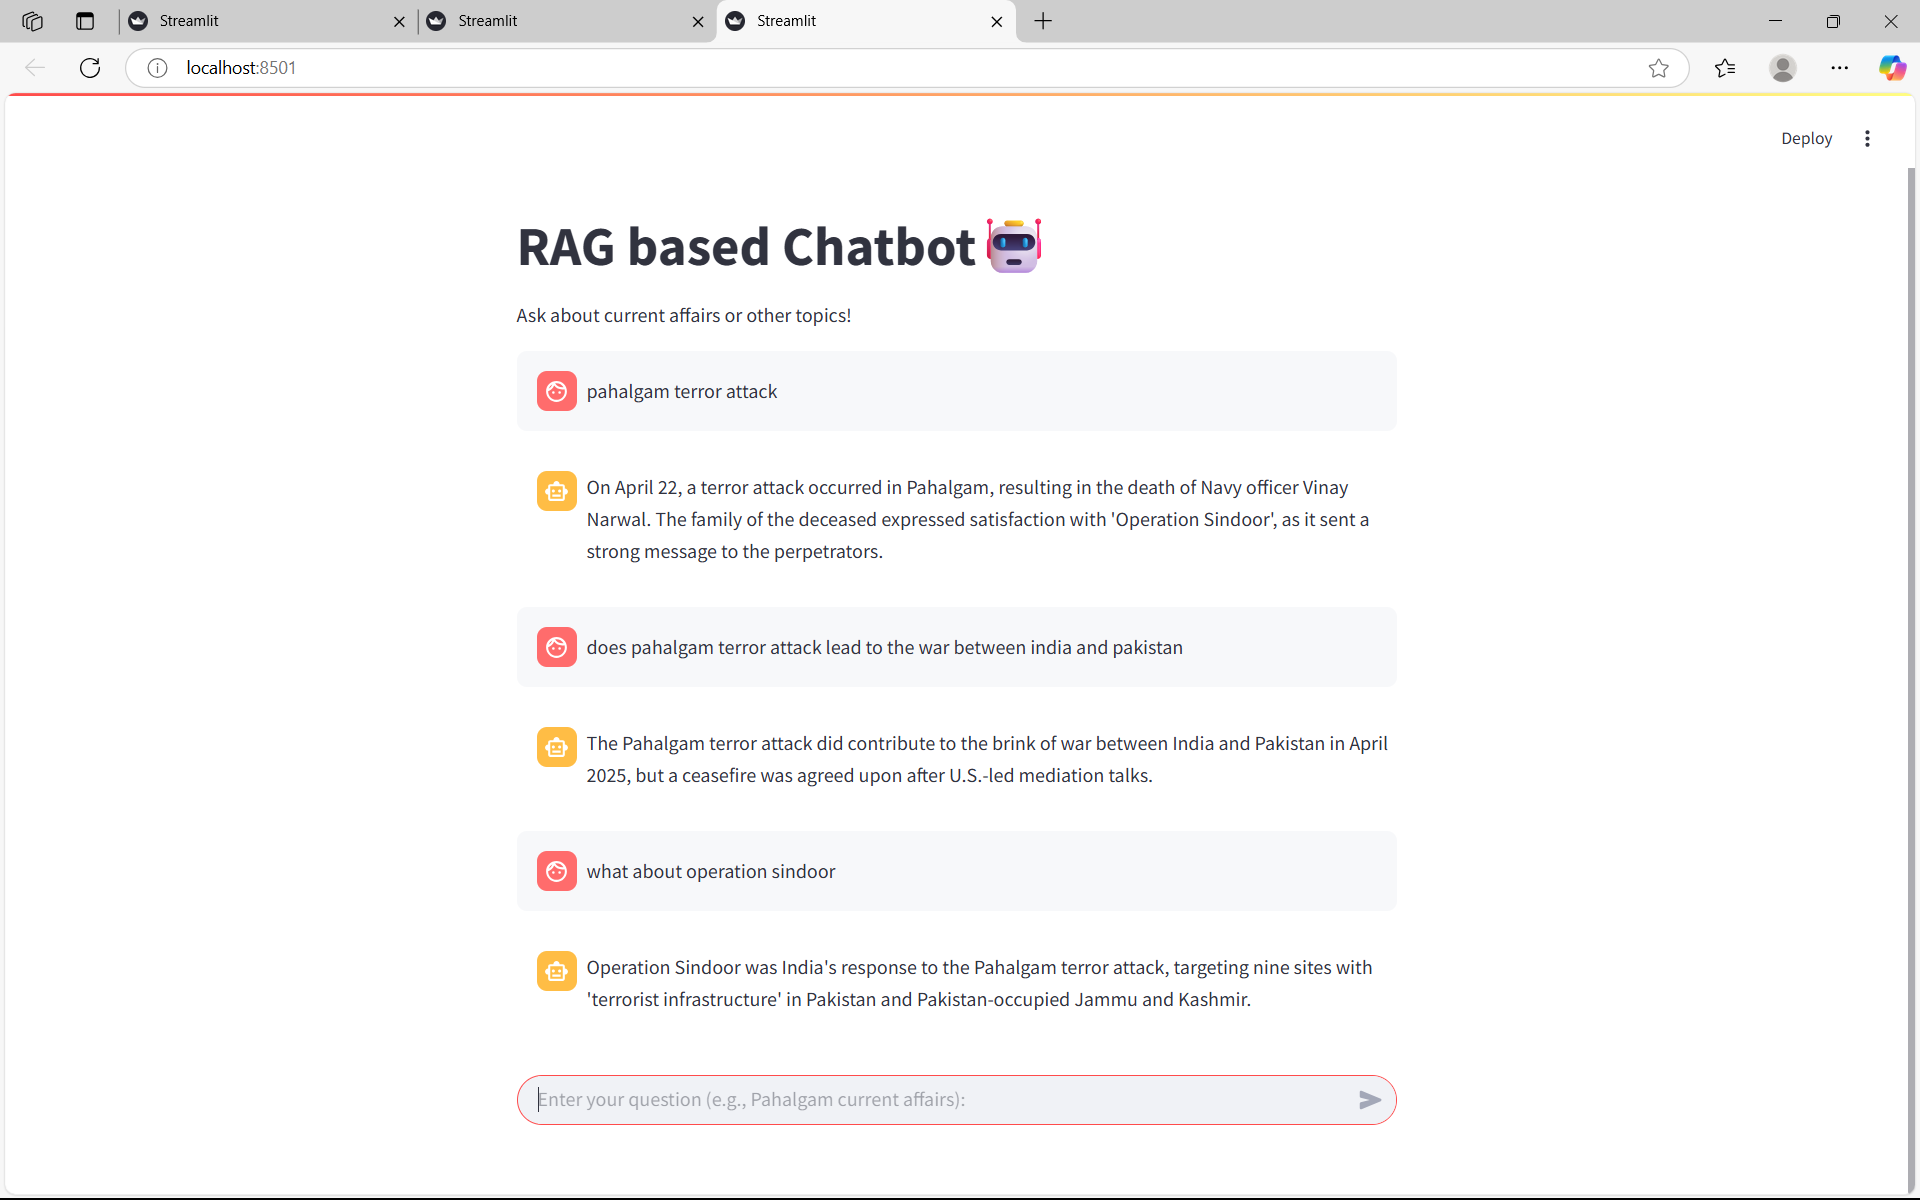 Streamlit
Streamlit
Streamlit
localhost:8501
Deploy
RAG based Chatbot
Ask about current affairs or other topics!
pahalgam terror attack
On April 22, a terror attack occurred in Pahalgam, resulting in the death of Navy officer Vinay
Narwal. The family of the deceased expressed satisfaction with 'Operation Sindoor', as it sent a
strong message to the perpetrators.
does pahalgam terror attack lead to the war between india and pakistan
The Pahalgam terror attack did contribute to the brink of war between India and Pakistan in April
2025, but a ceasefire was agreed upon after U.S.-led mediation talks.
what about operation sindoor
Operation Sindoor was India's response to the Pahalgam terror attack, targeting nine sites with
'terrorist infrastructure' in Pakistan and Pakistan-occupied Jammu and Kashmir.
Enter your question (e.g., Pahalgam current affairs):